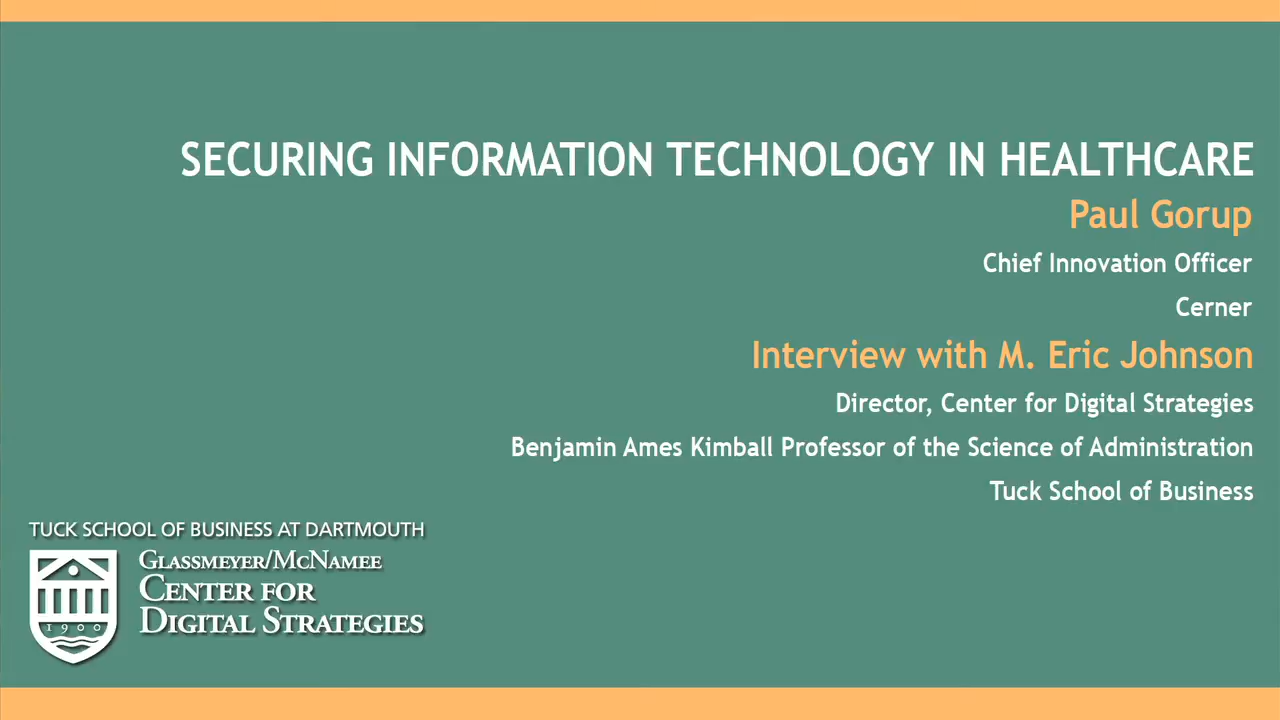 SECURING INFORMATION TECHNOLOGY IN HEALTHCARE
Paul Gorup
Chief Innovation Officer
Cerner
Interview with M. Eric Johnson
Director, Center for Digital Strategies
Benjamin Ames Kimball Professor of the Science of Administration
Tuck School of Business
TUCK SCHOOL OF BUSINESS AT DARTMOUTH
GLASSMEYER/MCNAMEE
CENTER FOR
DIGITAL STRATEGIES
1900